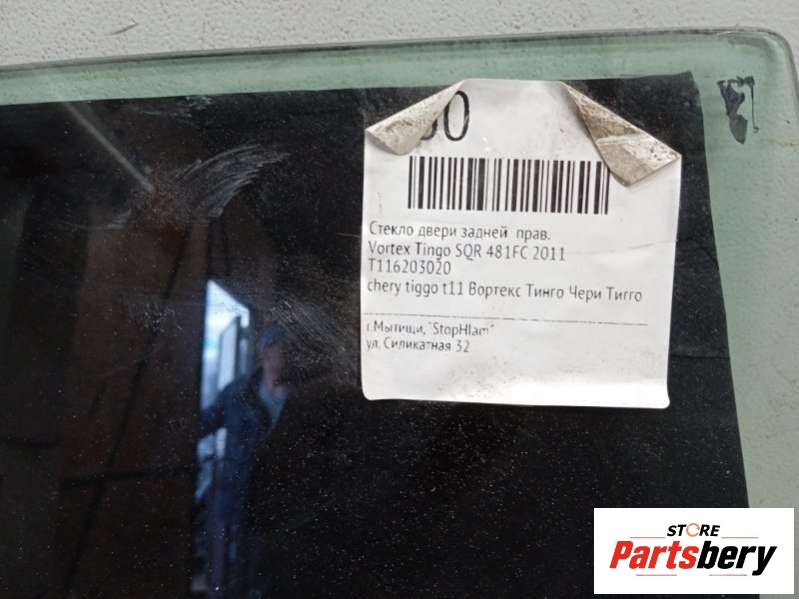 0
Стекло двери задней прав.
Vortex Tingo SQR 481FC 2011
T116203020
chery tiggo t11 Вортекс Тинго Чери Тигго
г.Мытищи, "StopHlam"
ул. Силикатная 32
STORE
Partsbery